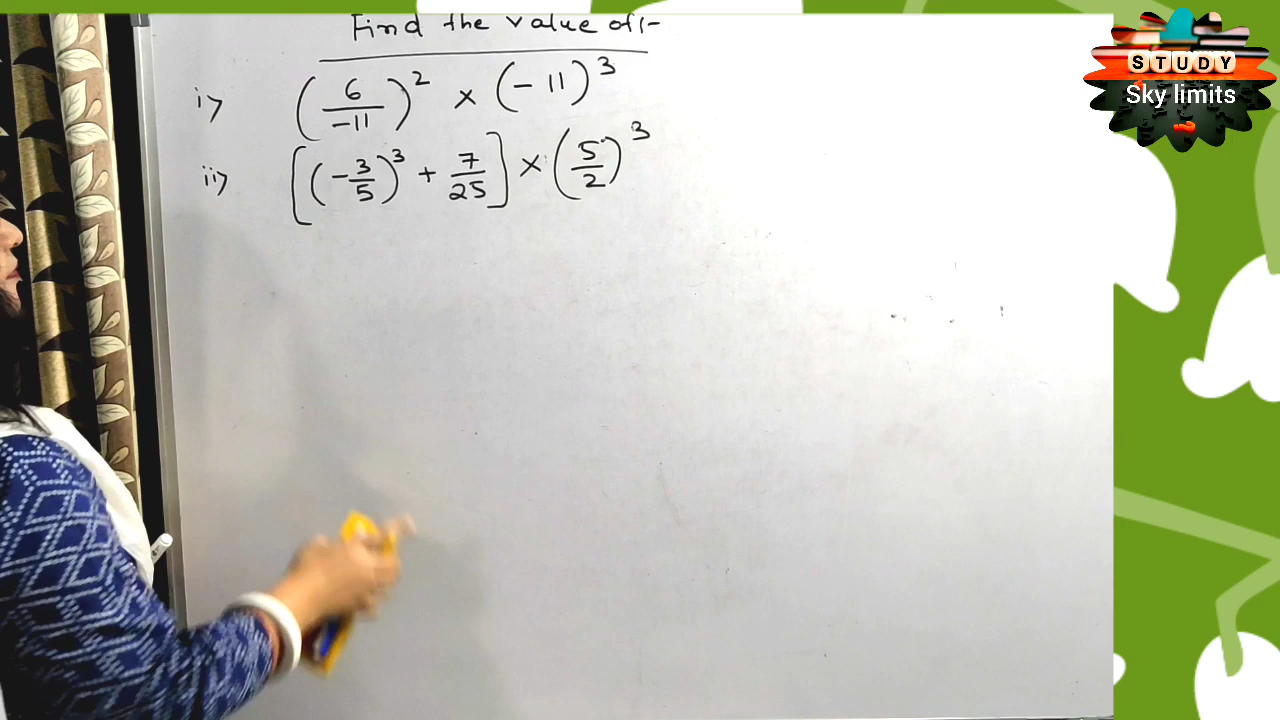 Find the value of :-
i> (6/-11)² × (-11)³
ii> [(-3/5)³ + 7/25] × (5/2)³
STUDY
Sky limits